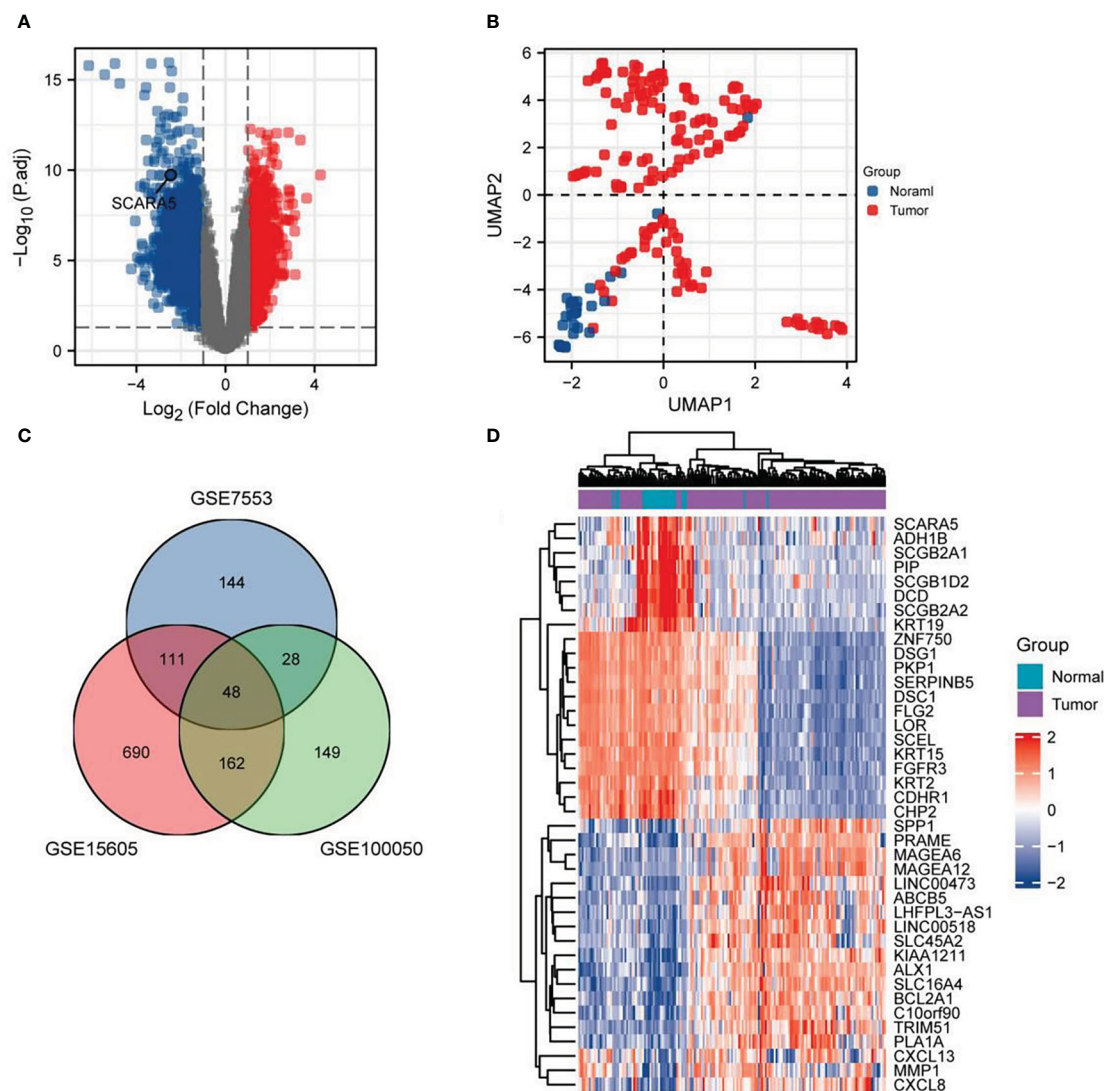 A
−Log10 (P.adj)
15
10
5
0
SCARA5
−4
0
4
Log2 (Fold Change)
B
UMAP2
6
4
2
0
−2
−4
−6
−2
0
2
4
UMAP1
Group
Noraml
Tumor
C
GSE7553
144
111
28
48
690
162
149
GSE15605
GSE100050
D
SCARA5
ADH1B
SCGB2A1
PIP
SCGB1D2
DCD
SCGB2A2
KRT19
ZNF750
DSG1
PKP1
SERPINB5
DSC1
FLG2
LOR
SCEL
KRT15
FGFR3
KRT2
CDHR1
CHP2
SPP1
PRAME
MAGEA6
MAGEA12
LINC00473
ABCB5
LHFPL3−AS1
LINC00518
SLC45A2
KIAA1211
ALX1
SLC16A4
BCL2A1
C10orf90
TRIM51
PLA1A
CXCL13
MMP1
CXCL8
Group
Normal
Tumor
2
1
0
−1
−2